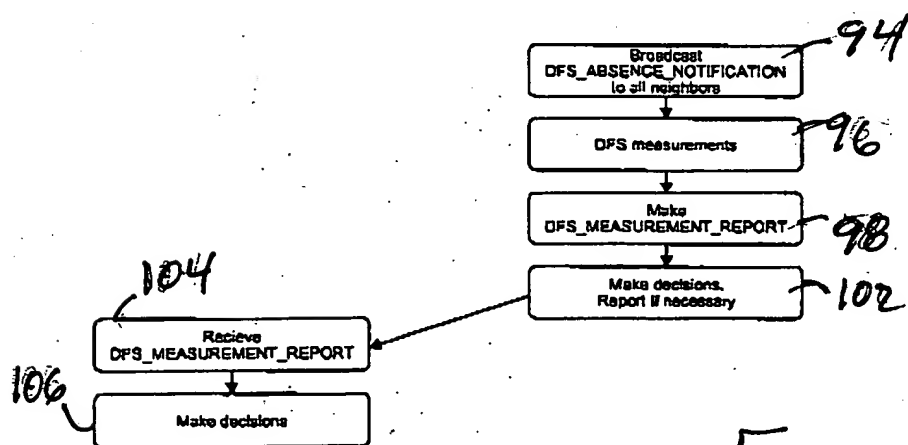 94
Broadcast
DFS_ABSENCE_NOTIFICATION
to all neighbors
96
DFS measurements
Make
DFS_MEASUREMENT_REPORT
98
Make decisions.
Report if necessary
102
104
Recieve
DFS_MEASUREMENT_REPORT
106
Make decisions